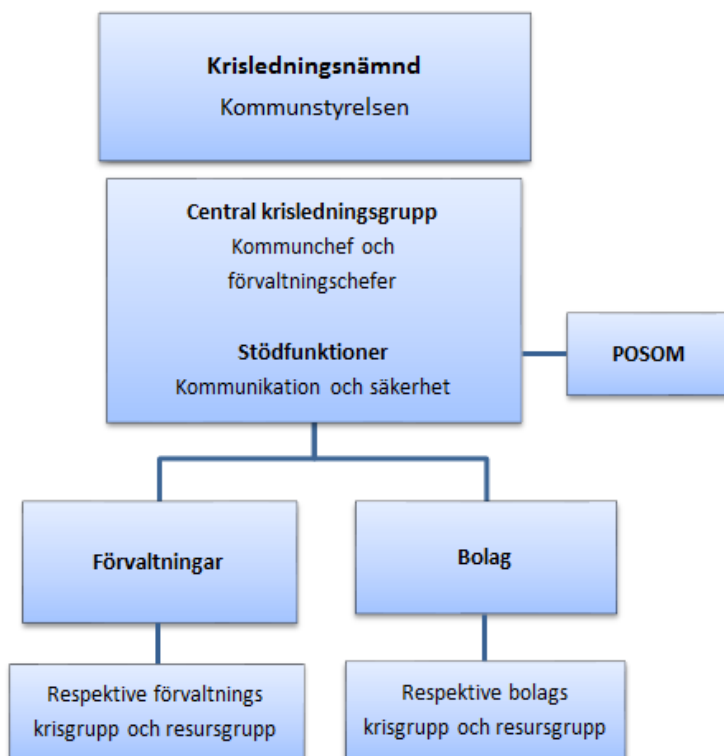 Krisledningsnämnd
Kommunstyrelsen
Central krisledningsgrupp
Kommunchef och
förvaltningschefer
Stödfunktioner
Kommunikation och säkerhet
POSOM
Förvaltningar
Bolag
Respektive förvaltnings
krisgrupp och resursgrupp
Respektive bolags
krisgrupp och resursgrupp